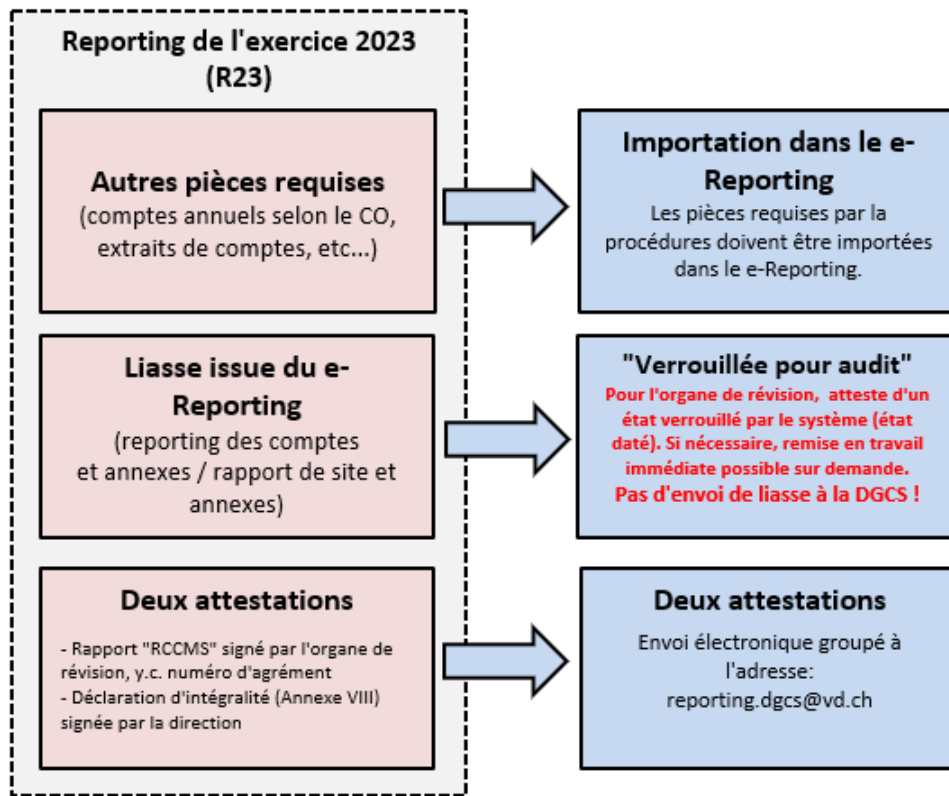 Reporting de l'exercice 2023
(R23)
Autres pièces requises
(comptes annuels selon le CO,
extraits de comptes, etc...)
Importation dans le e-
Reporting
Les pièces requises par la
procédures doivent être importées
dans le e-Reporting.
Liasse issue du e-
Reporting
(reporting des comptes
et annexes / rapport de site et
annexes)
"Verrouillée pour audit"
Pour l'organe de révision, atteste d'un
état verrouillé par le système (état
daté). Si nécessaire, remise en travail
immédiate possible sur demande.
Pas d'envoi de liasse à la DGCS !
Deux attestations
- Rapport "RCCMS" signé par l'organe de
révision, y.c. numéro d'agrément
- Déclaration d'intégralité (Annexe VIII)
signée par la direction
Deux attestations
Envoi électronique groupé à
l'adresse:
reporting.dgcs@vd.ch